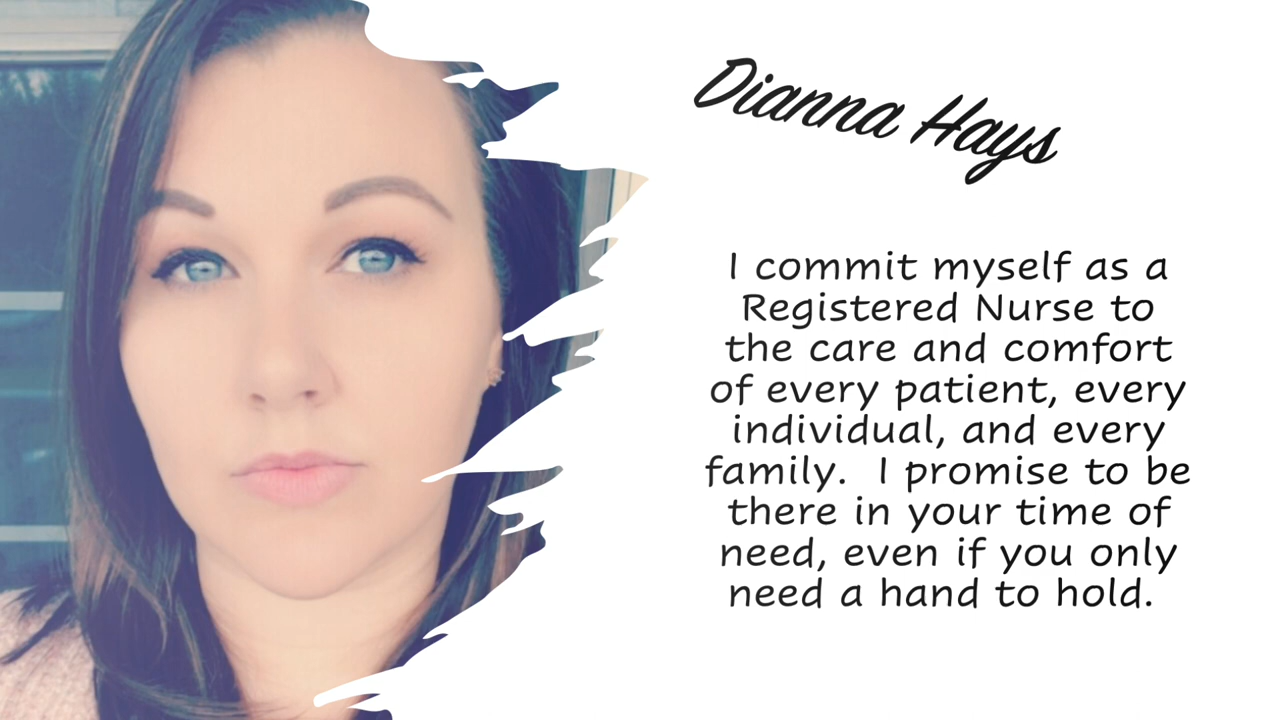 Dianna Hays
I commit myself as a
Registered Nurse to
the care and comfort
of every patient, every
individual, and every
family.  I promise to be
there in your time of
need, even if you only
need a hand to hold.